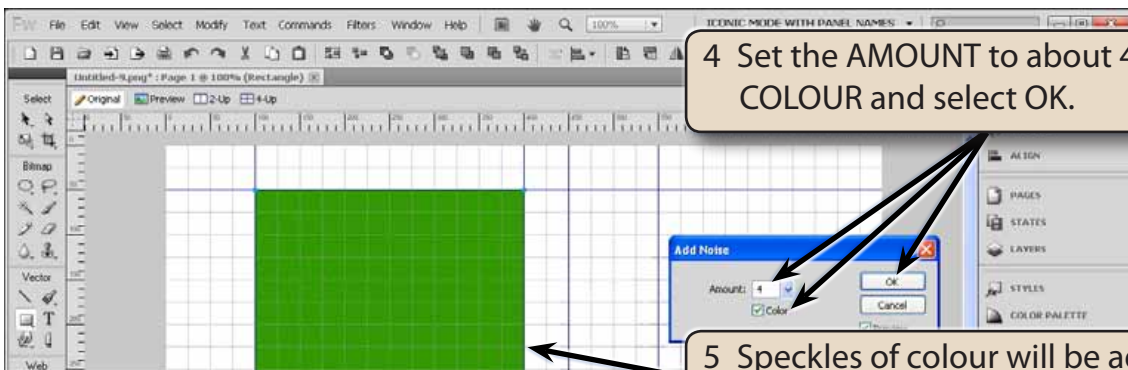 Fw File Edit View Select Modify Text Commands Filters Window Help 100% ICONIC MODE WITH PANEL NAMES
4 Set the AMOUNT to about 4
COLOUR and select OK.
Untitled-9.png* : Page 1 @ 100% (Rectangle)
Select Original Preview 2-Up 4-Up
ALIGN
Bitmap
PAGES
STATES
Add Noise
LAYERS
Vector
Amount: 4 OK
STYLES
Color Cancel
T COLOR PALETTE
Preview
5 Speckles of colour will be ad
Web